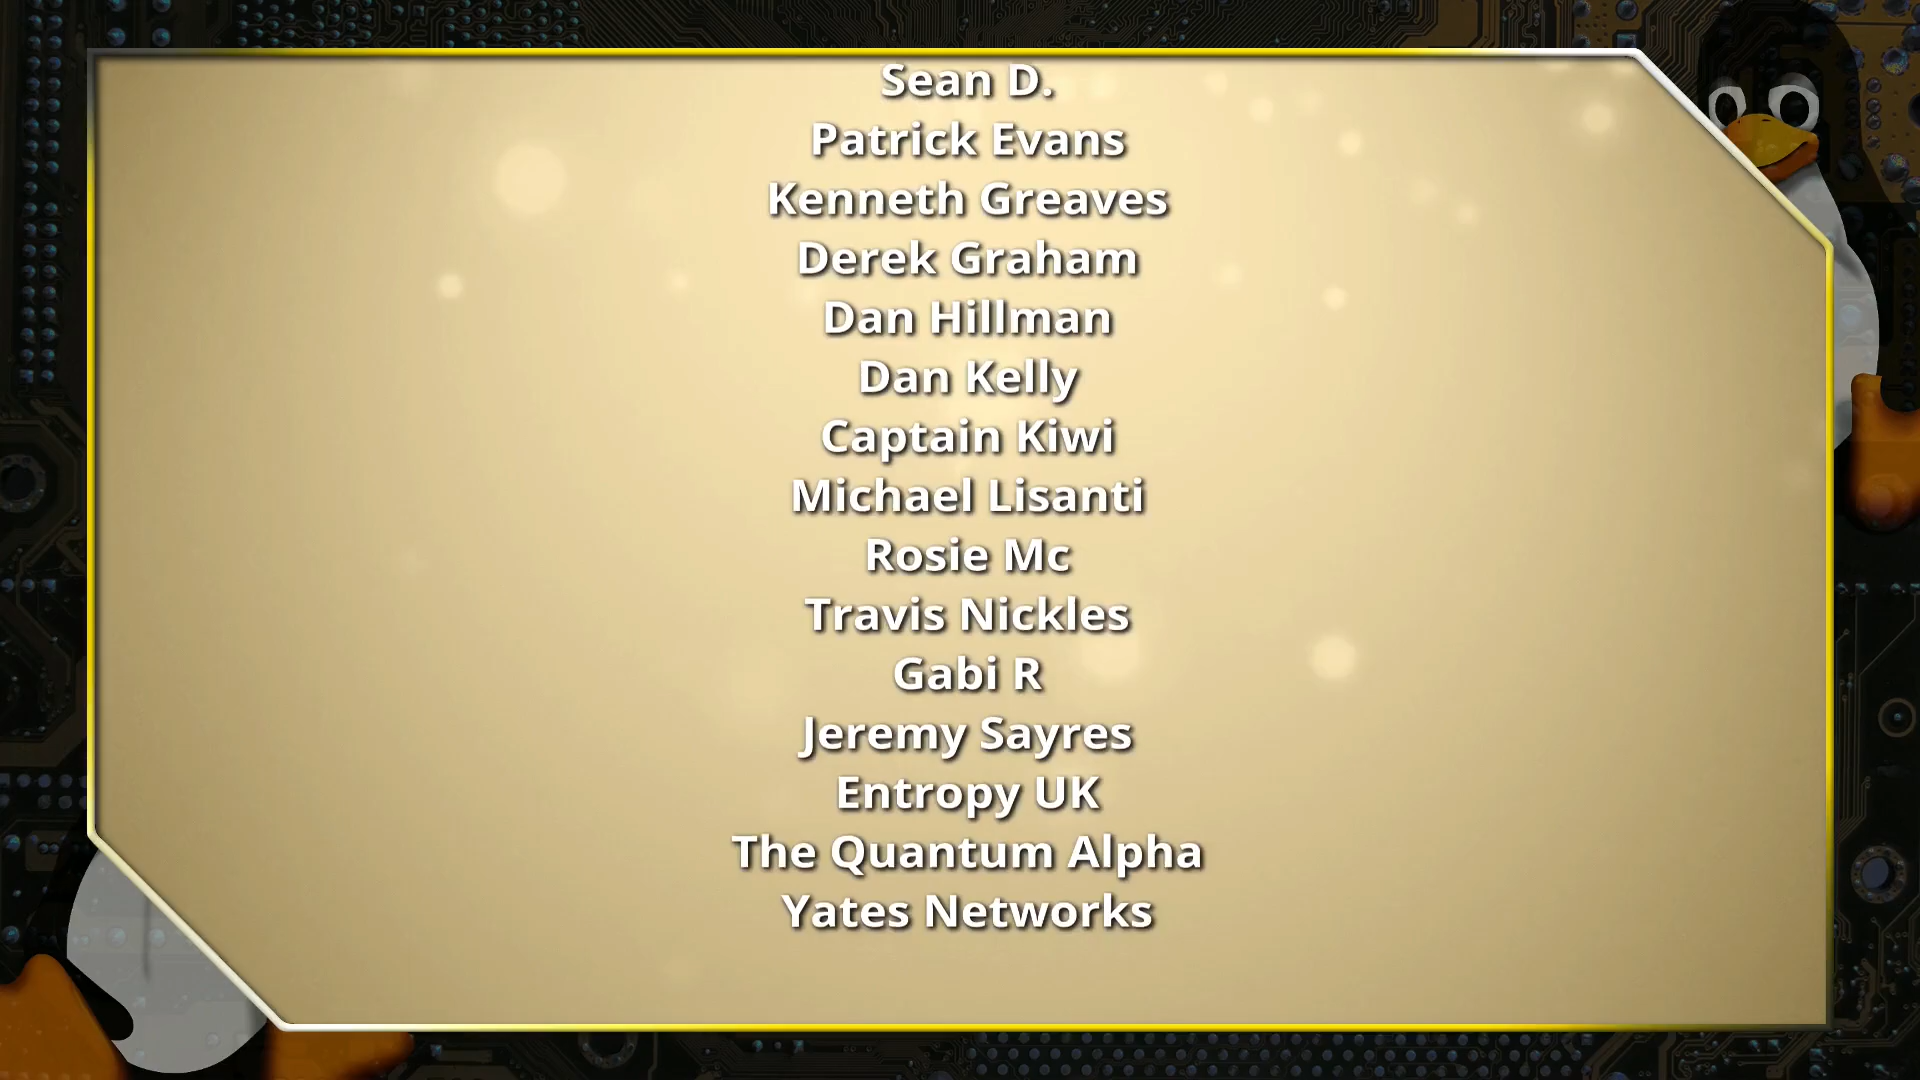 Sean D.
Patrick Evans
Kenneth Greaves
Derek Graham
Dan Hillman
Dan Kelly
Captain Kiwi
Michael Lisanti
Rosie Mc
Travis Nickles
Gabi R
Jeremy Sayres
Entropy UK
The Quantum Alpha
Yates Networks